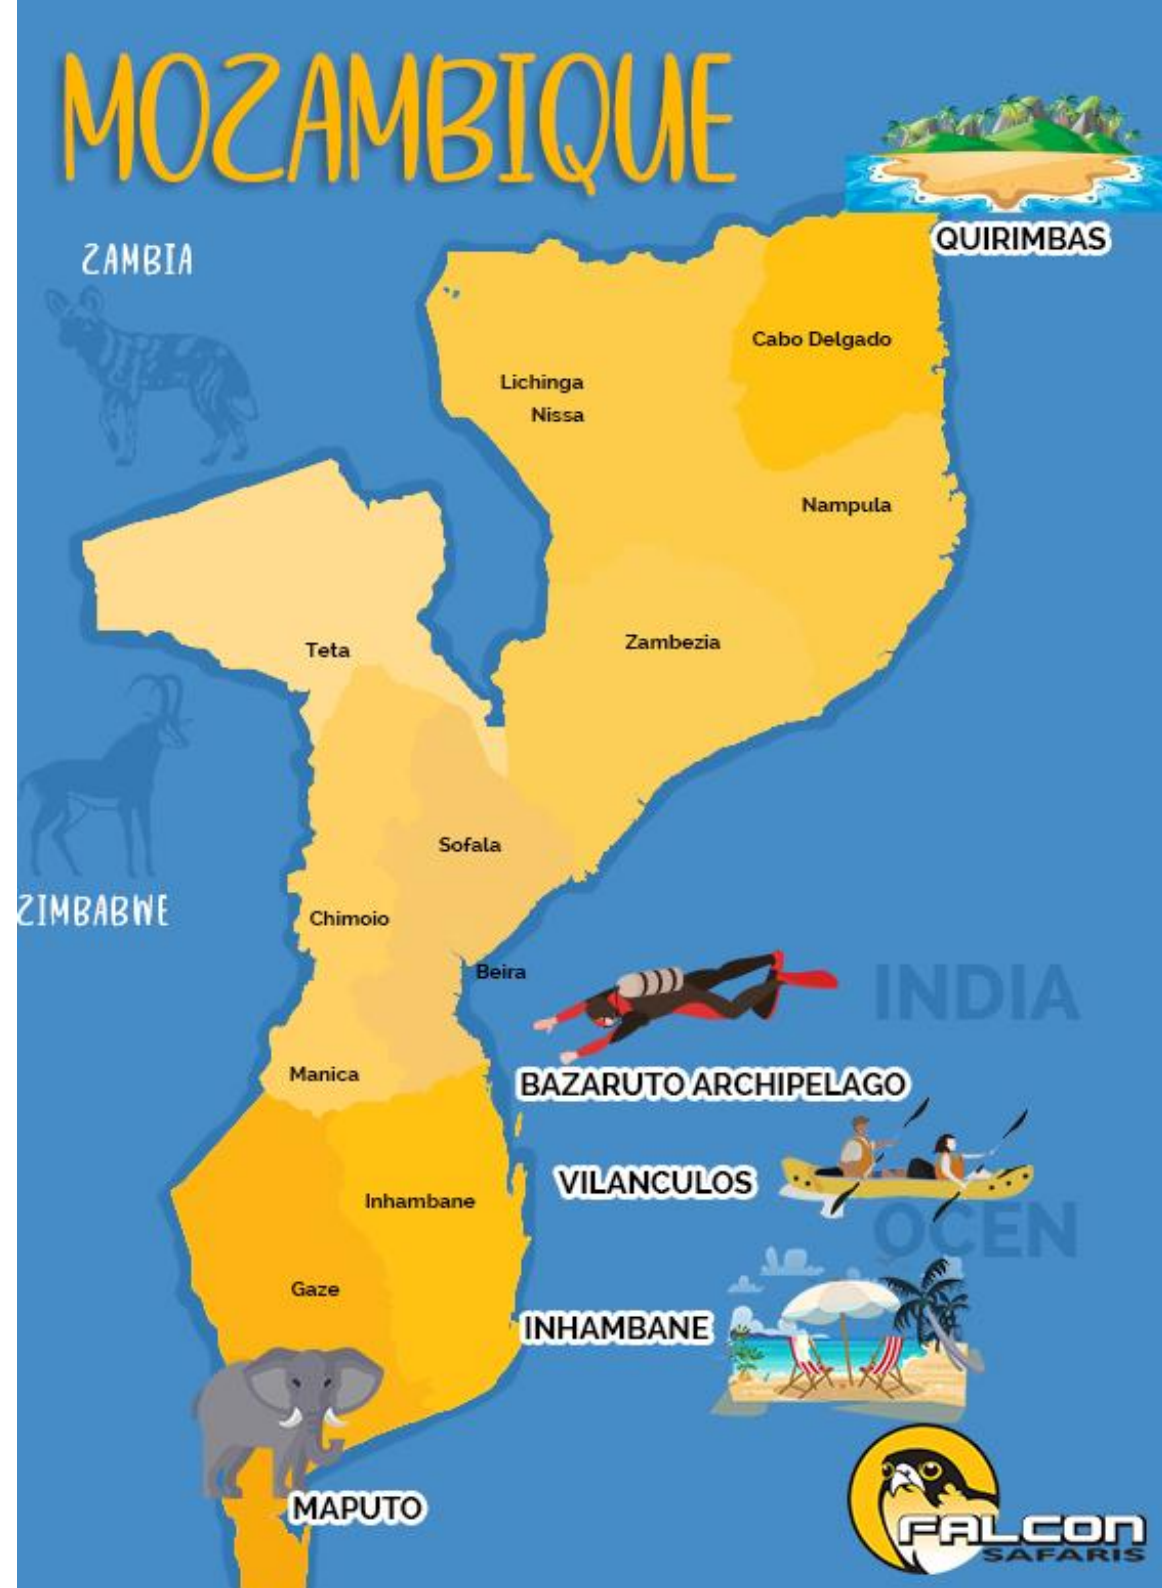 MOZAMBIQUE
QUIRIMBAS
ZAMBIA
Cabo Delgado
Lichinga
Nissa
Nampula
Zambezia
Teta
Sofala
ZIMBABWE
Chimoio
Beira
INDIA
Manica
BAZARUTO ARCHIPELAGO
VILANCULOS
Inhambane
OCEN
Gaze
INHAMBANE
MAPUTO
FALCON
SAFARIS